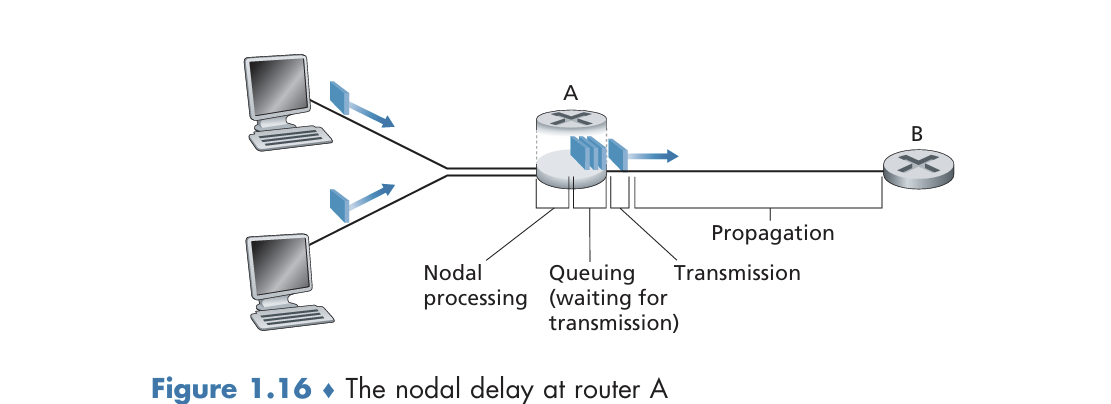 A
B
Propagation
Nodal
processing
Queuing
(waiting for
transmission)
Transmission
Figure 1.16 ♦ The nodal delay at router A